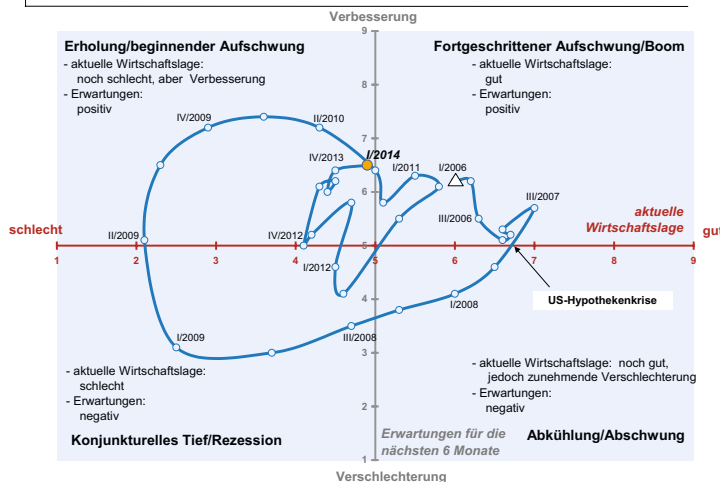 Verbesserung
9
Erholung/beginnender Aufschwung
- aktuelle Wirtschaftslage:
noch schlecht, aber Verbesserung
- Erwartungen:
positiv
Fortgeschrittener Aufschwung/Boom
- aktuelle Wirtschaftslage:
gut
- Erwartungen:
positiv
8
IV/2009
II/2010
7
IV/2013
I/2014
I/2011
I/2006
6
III/2006
III/2007
schlecht
II/2009
IV/2012
5
aktuelle
Wirtschaftslage
gut
1
2
3
4
5
6
7
8
9
I/2012
US-Hypothekenkrise
4
I/2008
III/2008
I/2009
3
- aktuelle Wirtschaftslage:
schlecht
- Erwartungen:
negativ
- aktuelle Wirtschaftslage: noch gut,
jedoch zunehmende Verschlechterung
- Erwartungen:
negativ
2
Konjunkturelles Tief/Rezession
Erwartungen für die
nächsten 6 Monate
Abkühlung/Abschwung
1
Verschlechterung